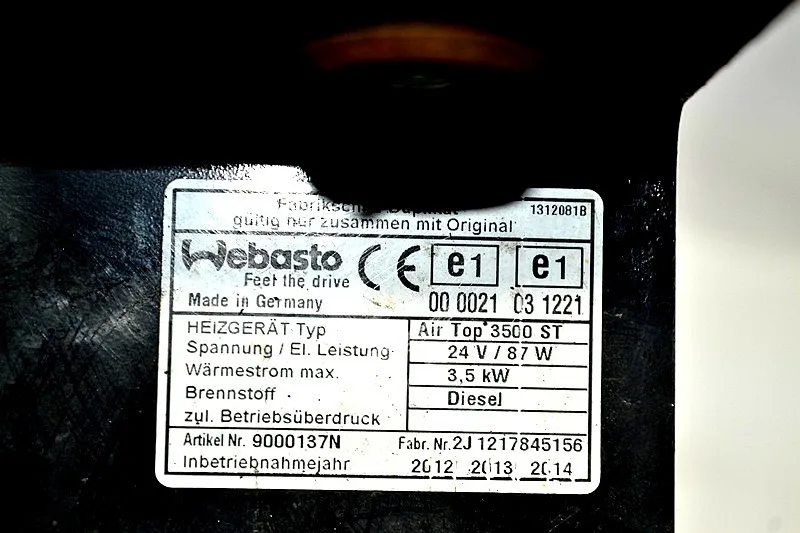 1312081B
gültig nur zusammen mit Original
Webasto CE e1 e1
Feel the drive
Made in Germany 00 0021 03 1221
HEIZGERÄT Typ Air Top 3500 ST
Spannung / El. Leistung 24 V / 87 W
Wärmestrom max. 3,5 kW
Brennstoff Diesel
zul. Betriebsüberdruck
Artikel Nr. 9000137N Fabr. Nr. 2J 1217845156
Inbetriebnahmejahr 2012 2013 2014